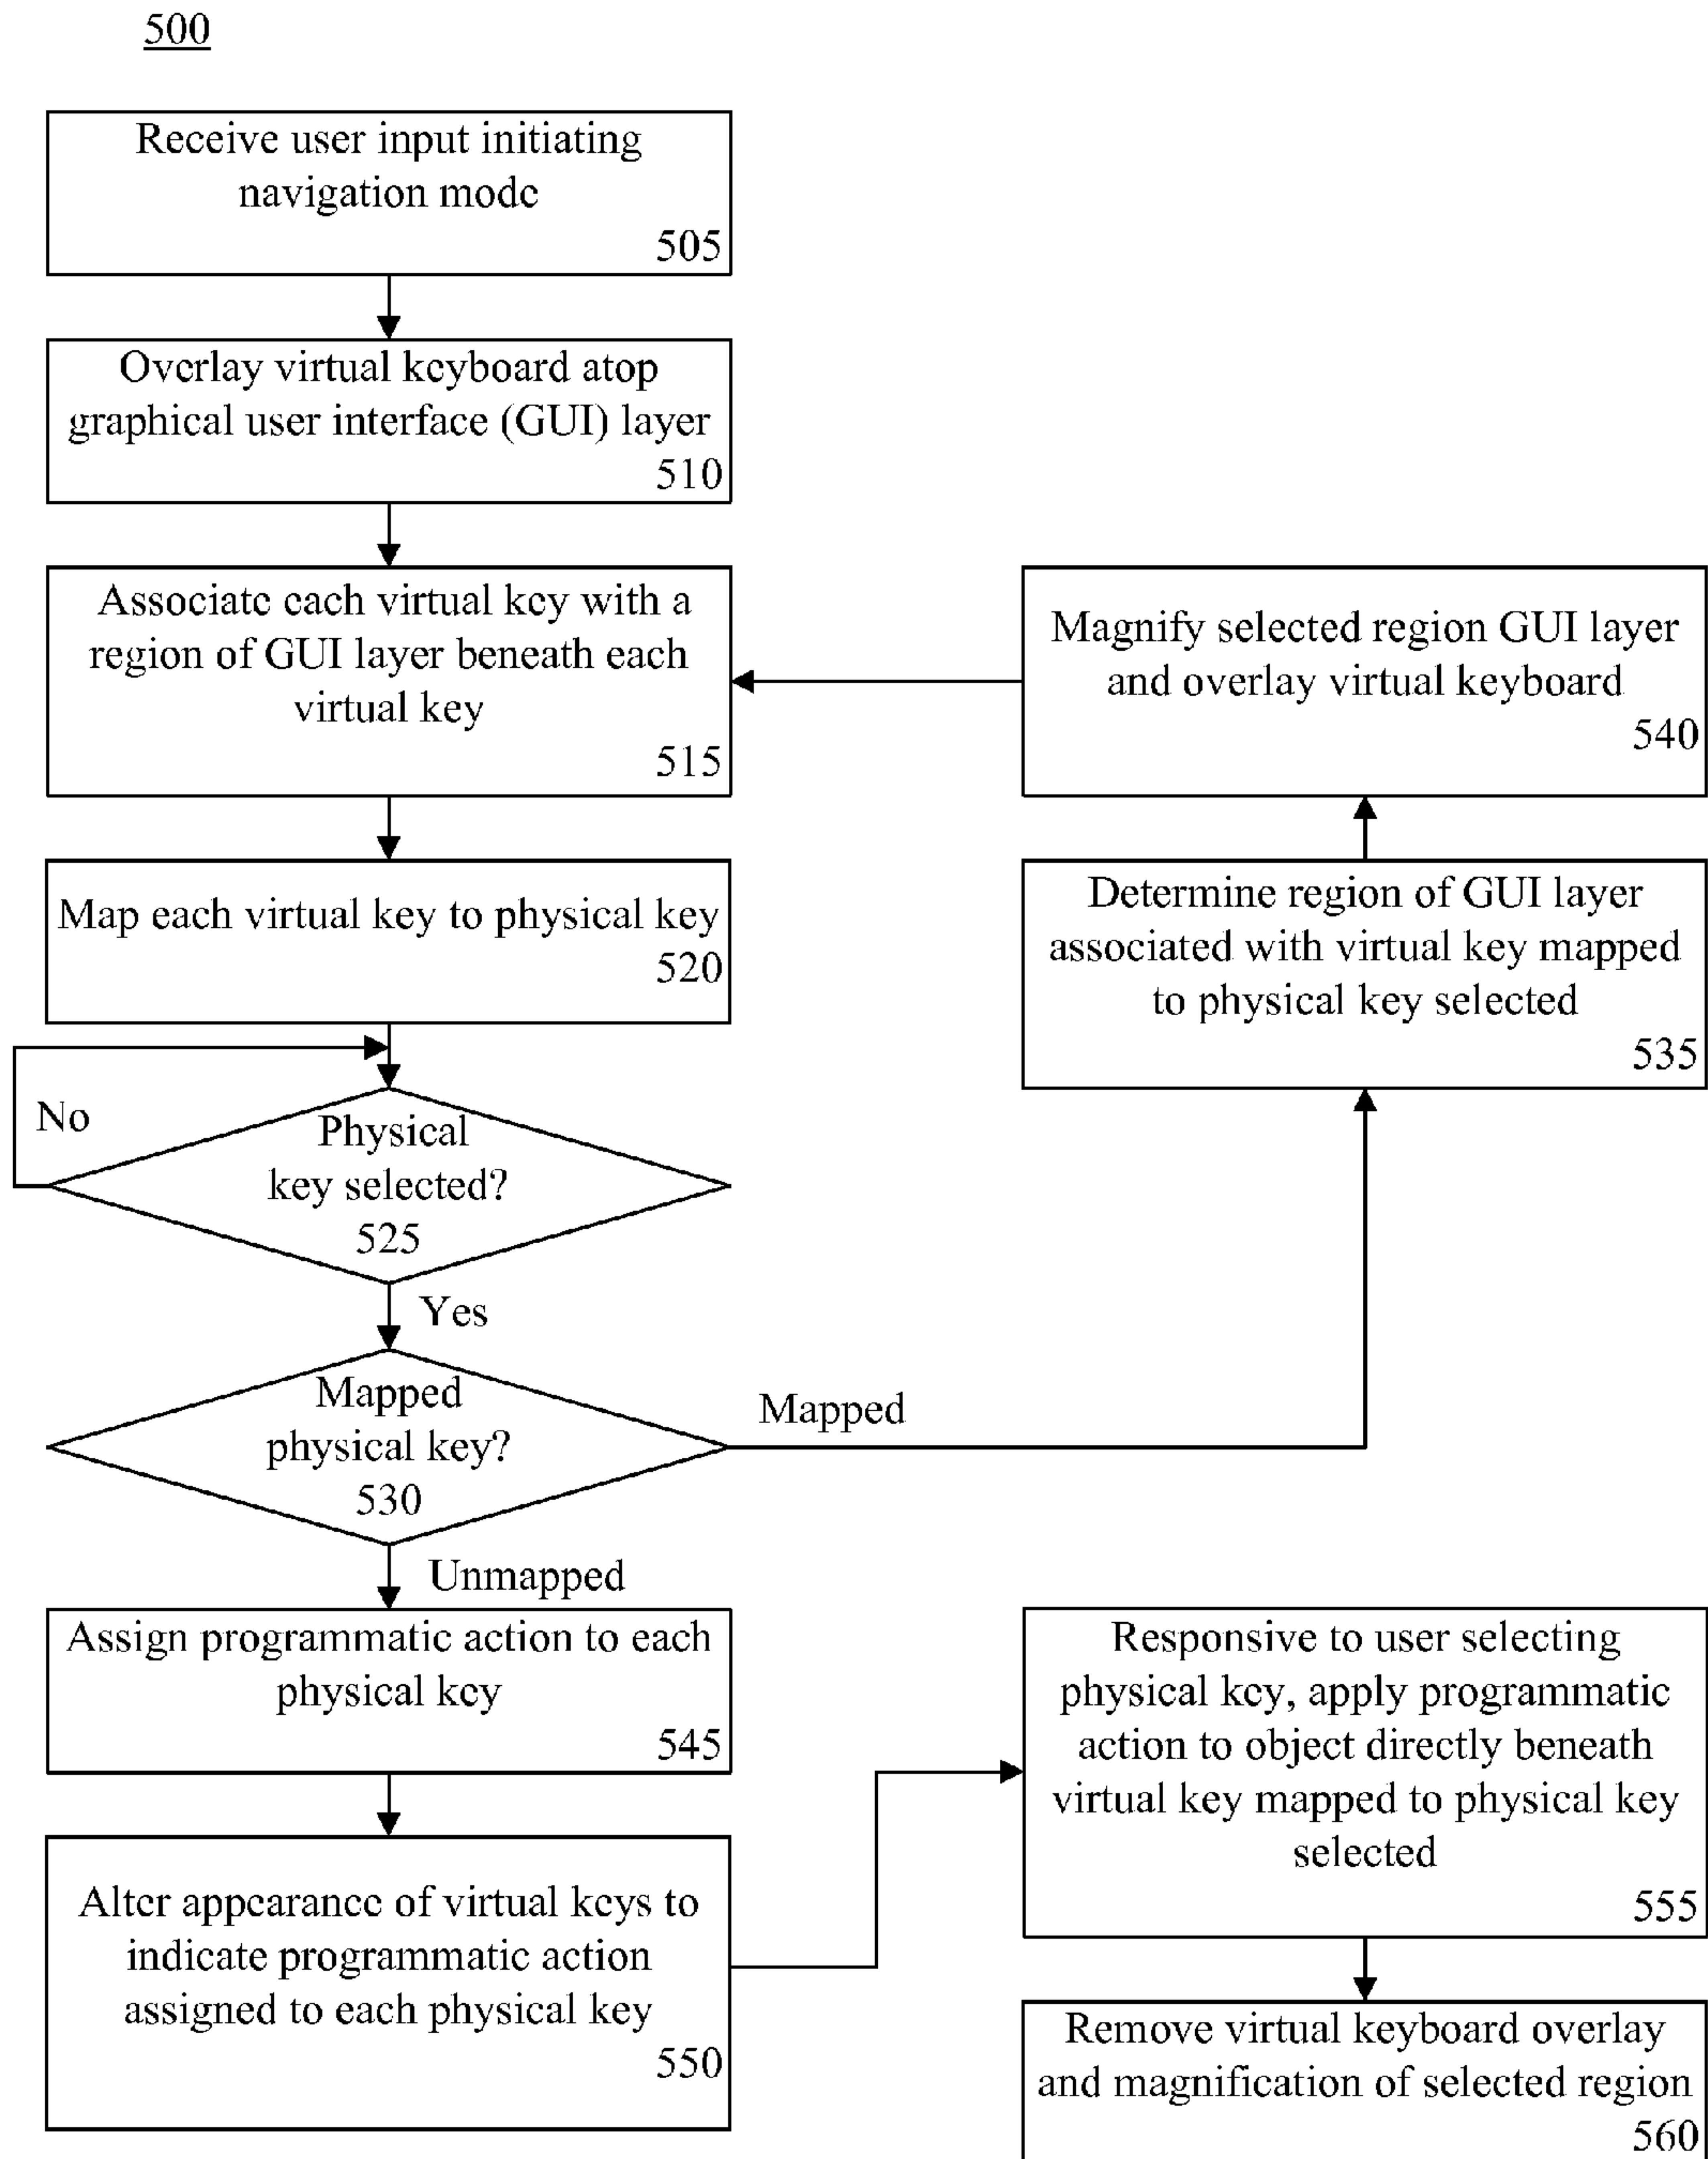 500
Receive user input initiating
navigation mode
505
Overlay virtual keyboard atop
graphical user interface (GUI) layer
510
Associate each virtual key with a
region of GUI layer beneath each
virtual key
515
Magnify selected region GUI layer
and overlay virtual keyboard
540
Map each virtual key to physical key
520
Determine region of GUI layer
associated with virtual key mapped
to physical key selected
535
No
Physical
key selected?
525
Yes
Mapped
physical key?
530
Mapped
Unmapped
Assign programmatic action to each
physical key
545
Alter appearance of virtual keys to
indicate programmatic action
assigned to each physical key
550
Responsive to user selecting
physical key, apply programmatic
action to object directly beneath
virtual key mapped to physical key
selected
555
Remove virtual keyboard overlay
and magnification of selected region
560